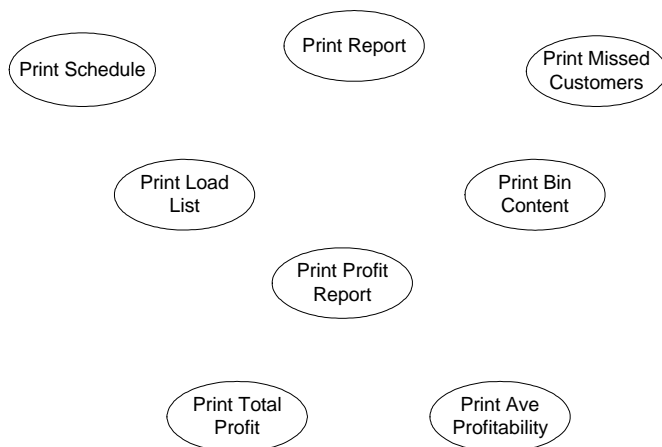 Print Schedule
Print Report
Print Missed
Customers
Print Load
List
Print Bin
Content
Print Profit
Report
Print Total
Profit
Print Ave
Profitability